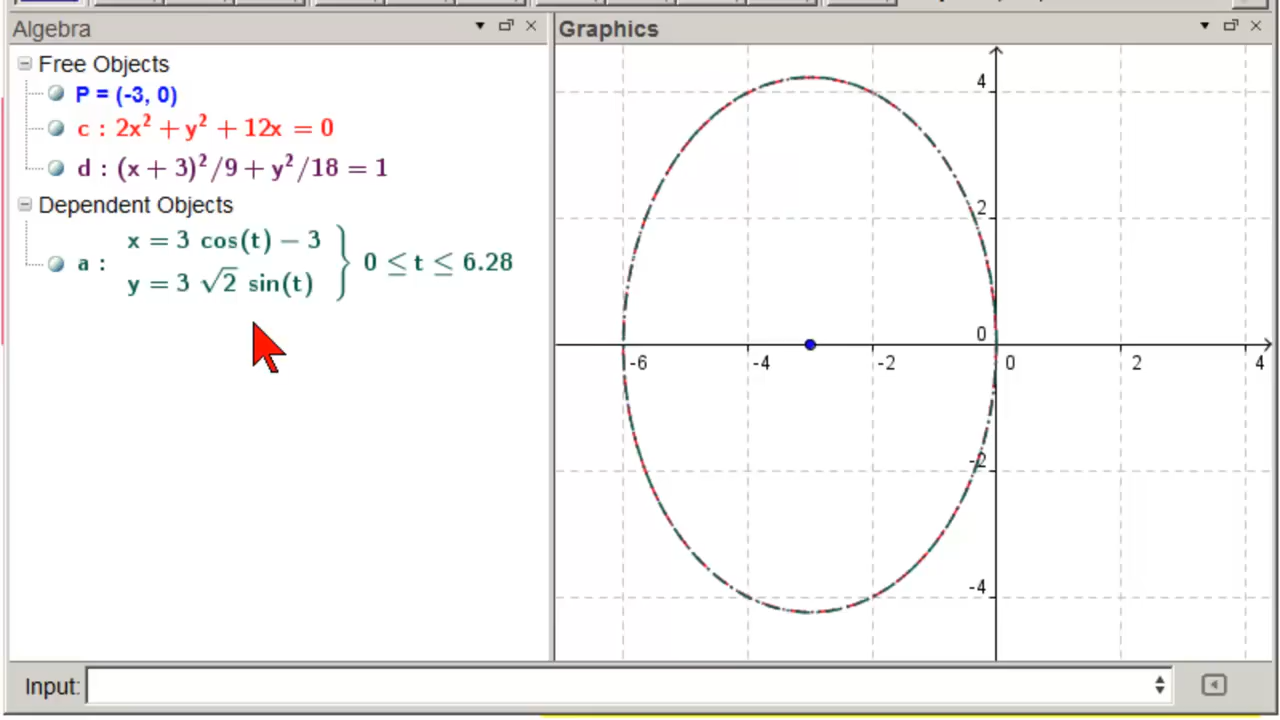 Algebra
Free Objects
P = (-3, 0)
c : 2x² + y² + 12x = 0
d : (x + 3)²/9 + y²/18 = 1
Dependent Objects
a : x = 3 cos(t) − 3
y = 3 √2 sin(t) } 0 ≤ t ≤ 6.28
Graphics
4
2
0
-6 -4 -2 0 2 4
-2
-4
Input: